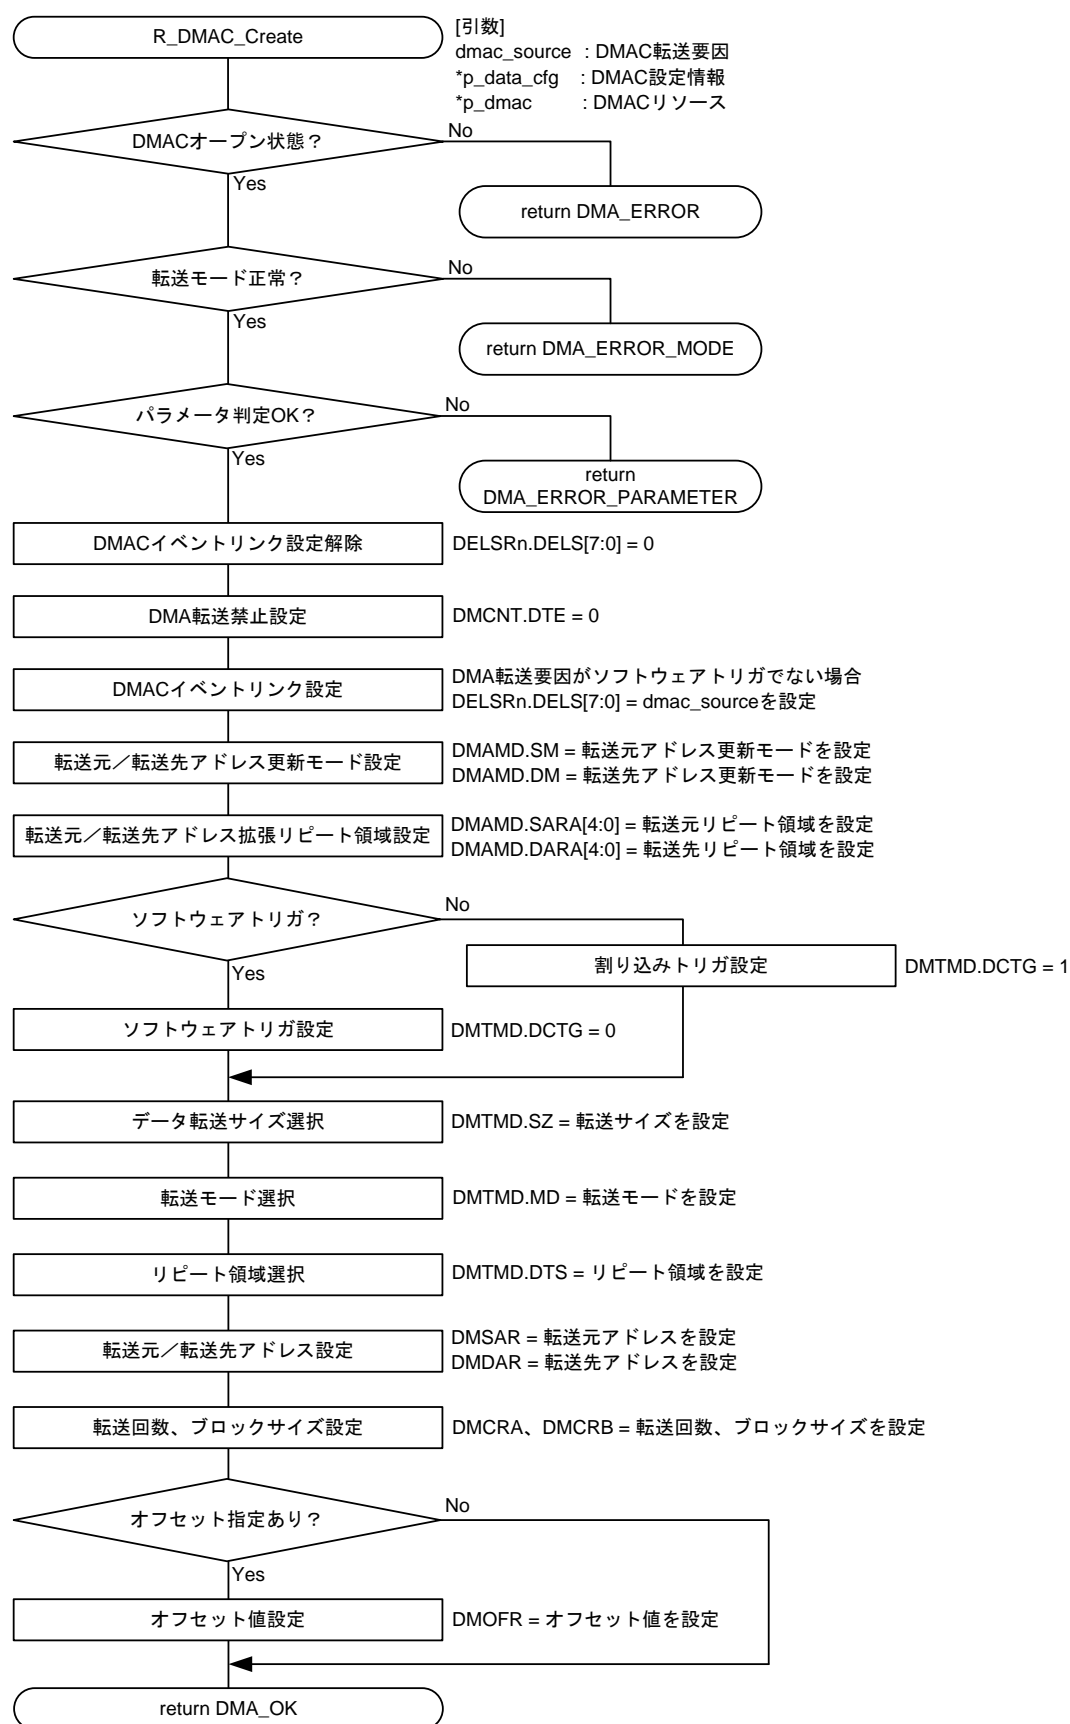 R_DMAC_Create
[引数]
dmac_source : DMAC転送要因
*p_data_cfg : DMAC設定情報
*p_dmac : DMACリソース
DMACオープン状態？
No
Yes
return DMA_ERROR
転送モード正常？
No
Yes
return DMA_ERROR_MODE
パラメータ判定OK？
No
Yes
return
DMA_ERROR_PARAMETER
DMACイベントリンク設定解除
DELSRn.DELS[7:0] = 0
DMA転送禁止設定
DMCNT.DTE = 0
DMACイベントリンク設定
DMA転送要因がソフトウェアトリガでない場合
DELSRn.DELS[7:0] = dmac_sourceを設定
転送元／転送先アドレス更新モード設定
DMAMD.SM = 転送元アドレス更新モードを設定
DMAMD.DM = 転送先アドレス更新モードを設定
転送元／転送先アドレス拡張リピート領域設定
DMAMD.SARA[4:0] = 転送元リピート領域を設定
DMAMD.DARA[4:0] = 転送先リピート領域を設定
ソフトウェアトリガ？
No
Yes
割り込みトリガ設定
DMTMD.DCTG = 1
ソフトウェアトリガ設定
DMTMD.DCTG = 0
データ転送サイズ選択
DMTMD.SZ = 転送サイズを設定
転送モード選択
DMTMD.MD = 転送モードを設定
リピート領域選択
DMTMD.DTS = リピート領域を設定
転送元／転送先アドレス設定
DMSAR = 転送元アドレスを設定
DMDAR = 転送先アドレスを設定
転送回数、ブロックサイズ設定
DMCRA、DMCRB = 転送回数、ブロックサイズを設定
オフセット指定あり？
No
Yes
オフセット値設定
DMOFR = オフセット値を設定
return DMA_OK